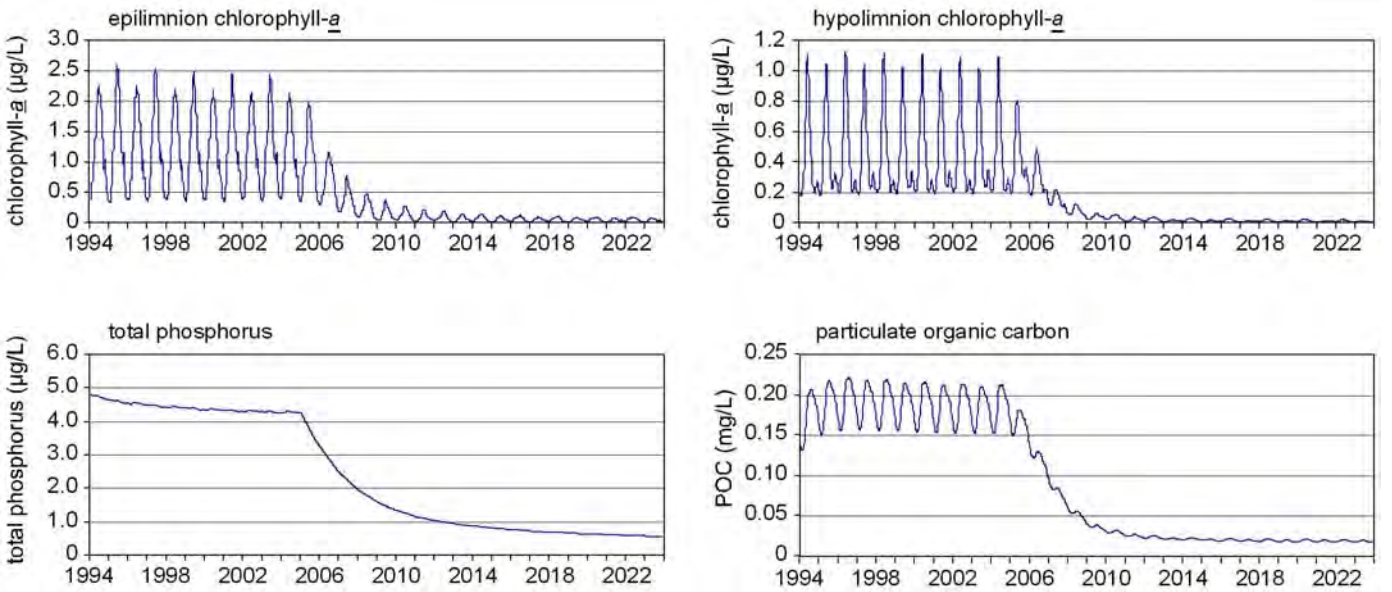 epilimnion chlorophyll-a
chlorophyll-a (µg/L)
3.0
2.5
2.0
1.5
1.0
0.5
0
1994 1998 2002 2006 2010 2014 2018 2022
hypolimnion chlorophyll-a
chlorophyll-a (µg/L)
1.2
1.0
0.8
0.6
0.4
0.2
0
1994 1998 2002 2006 2010 2014 2018 2022
total phosphorus
total phosphorus (µg/L)
6.0
5.0
4.0
3.0
2.0
1.0
0
1994 1998 2002 2006 2010 2014 2018 2022
particulate organic carbon
POC (mg/L)
0.25
0.20
0.15
0.10
0.05
0
1994 1998 2002 2006 2010 2014 2018 2022